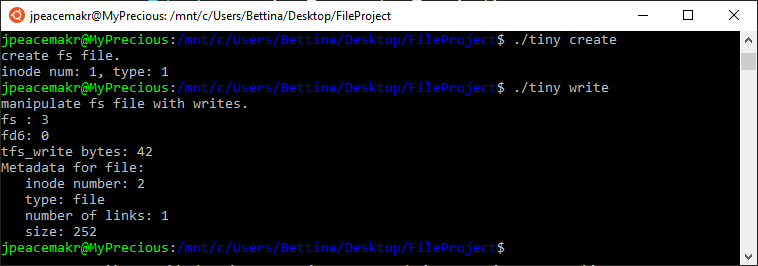 jpeacemakr@MyPrecious: /mnt/c/Users/Bettina/Desktop/FileProject
jpeacemakr@MyPrecious:/mnt/c/Users/Bettina/Desktop/FileProject$ ./tiny create
create fs file.
inode num: 1, type: 1
jpeacemakr@MyPrecious:/mnt/c/Users/Bettina/Desktop/FileProject$ ./tiny write
manipulate fs file with writes.
fs : 3
fd6: 0
tfs_write bytes: 42
Metadata for file:
   inode number: 2
   type: file
   number of links: 1
   size: 252
jpeacemakr@MyPrecious:/mnt/c/Users/Bettina/Desktop/FileProject$